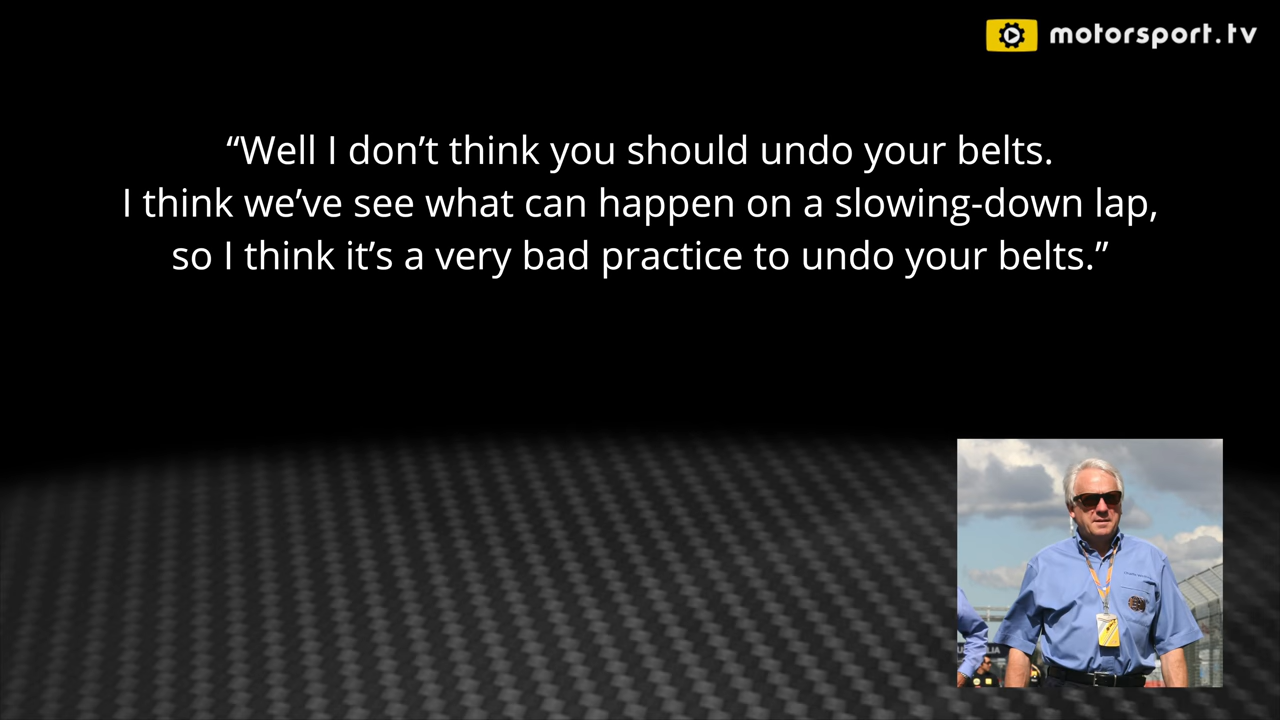 motorsport.tv
“Well I don’t think you should undo your belts.
I think we’ve see what can happen on a slowing-down lap,
so I think it’s a very bad practice to undo your belts.”